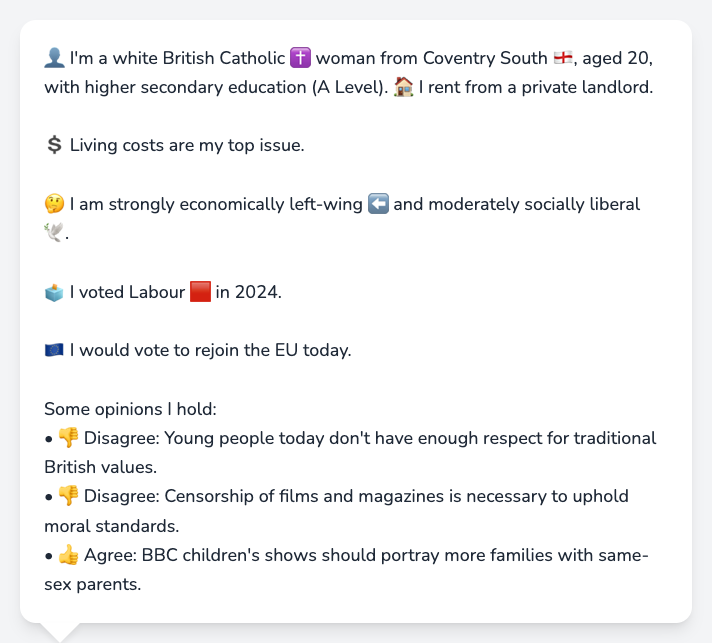 👤 I'm a white British Catholic ✝️ woman from Coventry South 🏴󠁧󠁢󠁥󠁮󠁧󠁿, aged 20,
with higher secondary education (A Level). 🏠 I rent from a private landlord.
💲 Living costs are my top issue.
🤔 I am strongly economically left-wing ⬅️ and moderately socially liberal
🕊️.
🗳️ I voted Labour 🟥 in 2024.
🇪🇺 I would vote to rejoin the EU today.
Some opinions I hold:
• 👎 Disagree: Young people today don't have enough respect for traditional
British values.
• 👎 Disagree: Censorship of films and magazines is necessary to uphold
moral standards.
• 👍 Agree: BBC children's shows should portray more families with same-
sex parents.